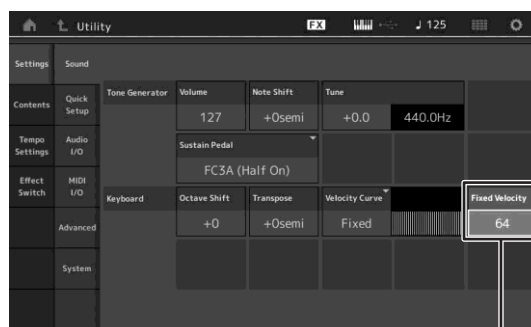 Utility
FX
♩ 125
Settings
Sound
Contents
Quick
Setup
Tempo
Settings
Audio
I/O
Effect
Switch
MIDI
I/O
Advanced
System
Tone Generator
Volume
Note Shift
Tune
127
+0semi
+0.0
440.0Hz
Sustain Pedal
FC3A (Half On)
Keyboard
Octave Shift
Transpose
Velocity Curve
Fixed Velocity
+0
+0semi
Fixed
64